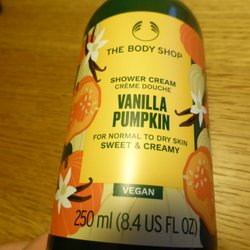 THE BODY SHOP
SHOWER CREAM
CRÈME DOUCHE
VANILLA
PUMPKIN
FOR NORMAL TO DRY SKIN
SWEET & CREAMY
VEGAN
250 ml (8.4 US FL OZ)